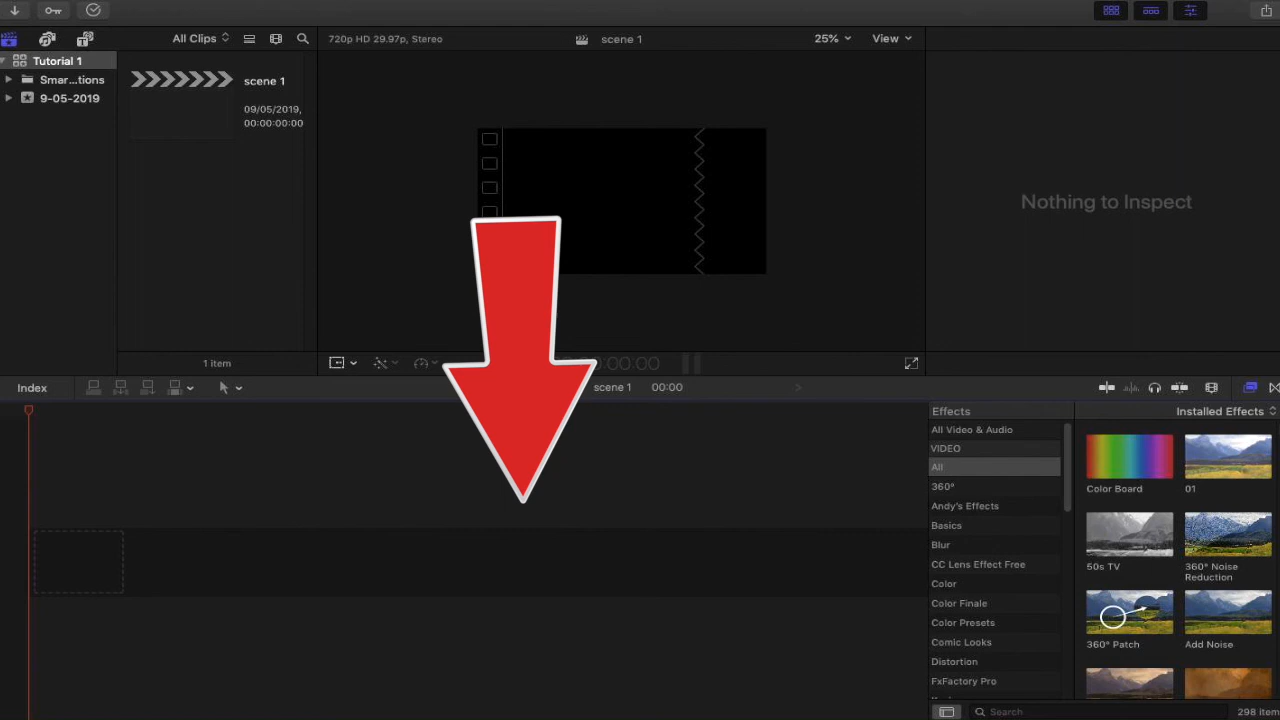 All Clips
720p HD 29.97p, Stereo
scene 1
25%
View
Tutorial 1
Smar...tions
9-05-2019
scene 1
09/05/2019,
00:00:00:00
Nothing to Inspect
1 item
:00:00
Index
scene 1
00:00
Effects
Installed Effects
All Video & Audio
VIDEO
All
360°
Andy's Effects
Basics
Blur
CC Lens Effect Free
Color
Color Finale
Color Presets
Comic Looks
Distortion
FxFactory Pro
Color Board
01
50s TV
360° Noise
Reduction
360° Patch
Add Noise
Search
298 item